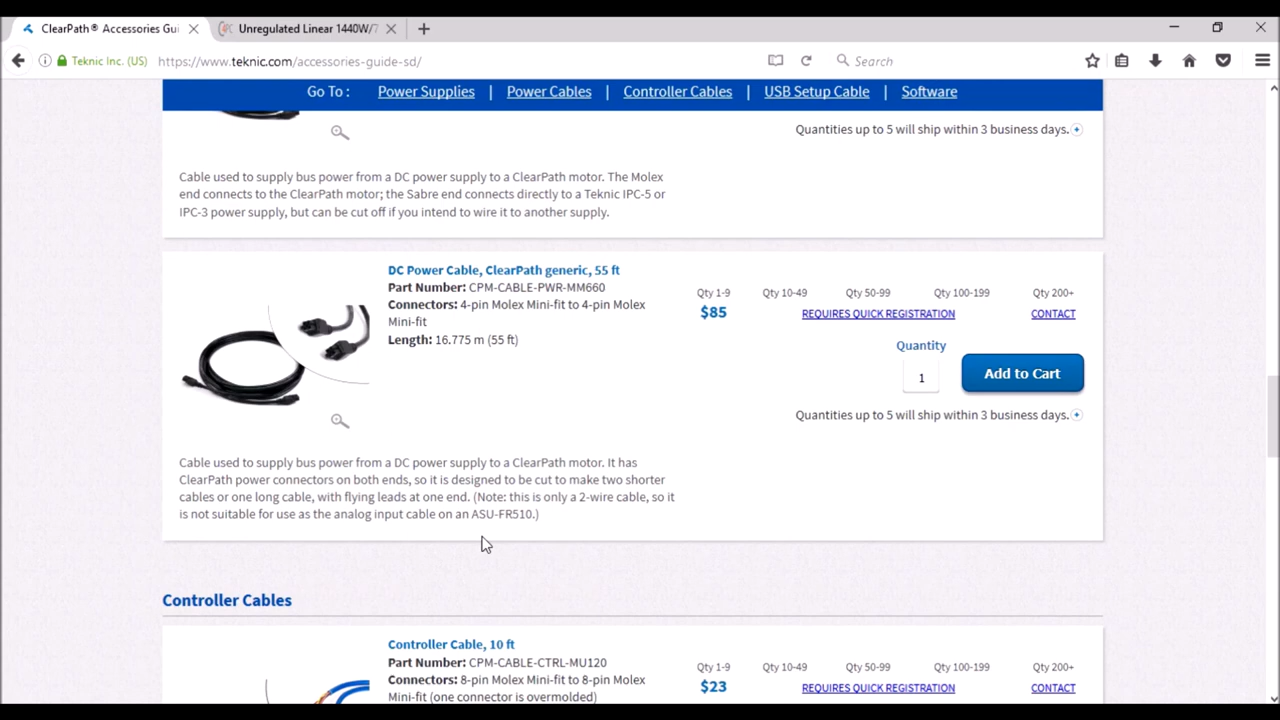 ClearPath® Accessories Gui
Unregulated Linear 1440W/7
Teknic Inc. (US) https://www.teknic.com/accessories-guide-sd/ Search
Go To : Power Supplies | Power Cables | Controller Cables | USB Setup Cable | Software
Quantities up to 5 will ship within 3 business days.
Cable used to supply bus power from a DC power supply to a ClearPath motor. The Molex
end connects to the ClearPath motor; the Sabre end connects directly to a Teknic IPC-5 or
IPC-3 power supply, but can be cut off if you intend to wire it to another supply.
DC Power Cable, ClearPath generic, 55 ft
Part Number: CPM-CABLE-PWR-MM660
Connectors: 4-pin Molex Mini-fit to 4-pin Molex
Mini-fit
Length: 16.775 m (55 ft)
Qty 1-9 Qty 10-49 Qty 50-99 Qty 100-199 Qty 200+
$85 REQUIRES QUICK REGISTRATION CONTACT
Quantity
1 Add to Cart
Quantities up to 5 will ship within 3 business days.
Cable used to supply bus power from a DC power supply to a ClearPath motor. It has
ClearPath power connectors on both ends, so it is designed to be cut to make two shorter
cables or one long cable, with flying leads at one end. (Note: this is only a 2-wire cable, so it
is not suitable for use as the analog input cable on an ASU-FR510.)
Controller Cables
Controller Cable, 10 ft
Part Number: CPM-CABLE-CTRL-MU120
Connectors: 8-pin Molex Mini-fit to 8-pin Molex
Mini-fit (one connector is overmolded)
Qty 1-9 Qty 10-49 Qty 50-99 Qty 100-199 Qty 200+
$23 REQUIRES QUICK REGISTRATION CONTACT